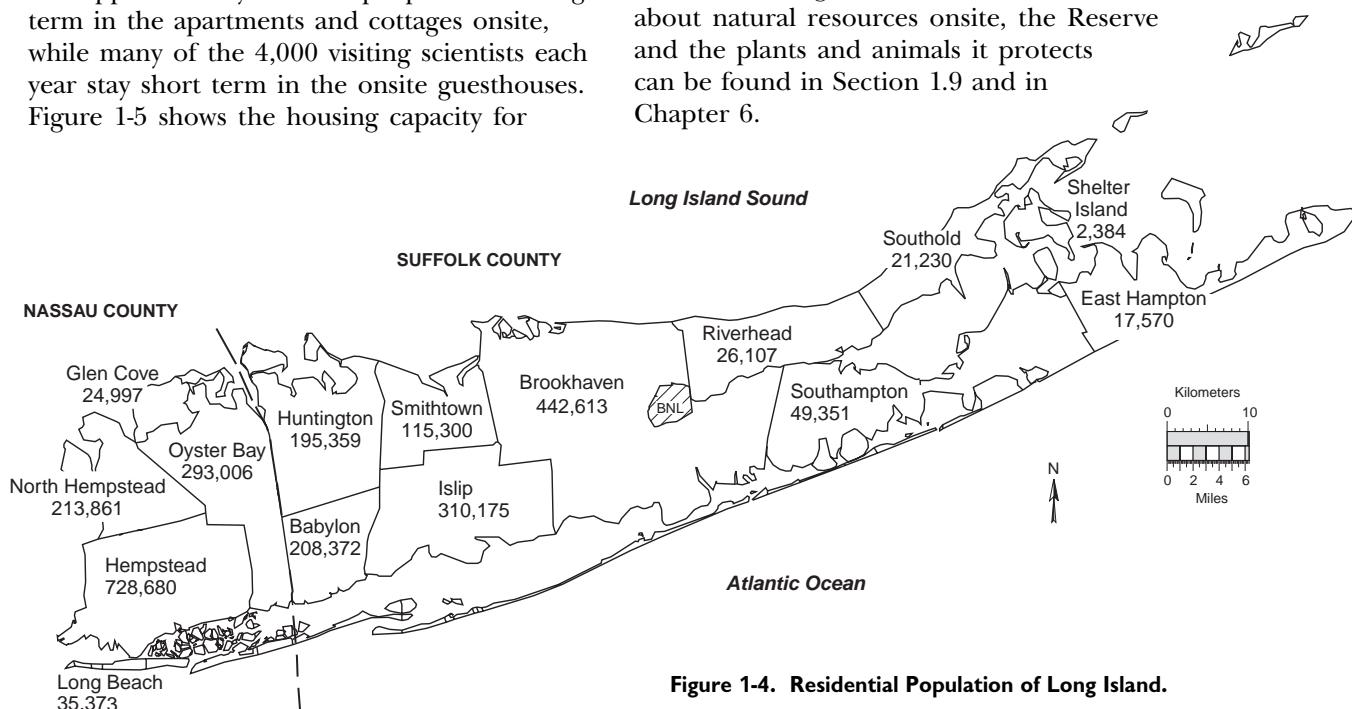 term in the apartments and cottages onsite,
while many of the 4,000 visiting scientists each
year stay short term in the onsite guesthouses.
Figure 1-5 shows the housing capacity for
about natural resources onsite, the Reserve
and the plants and animals it protects
can be found in Section 1.9 and in
Chapter 6.
Long Island Sound
Shelter
Island
2,384
Southold
21,230
SUFFOLK COUNTY
East Hampton
17,570
NASSAU COUNTY
Riverhead
26,107
Glen Cove
24,997
Brookhaven
442,613
BNL
Southampton
49,351
Kilometers
0 10
Huntington
195,359
Smithtown
115,300
Oyster Bay
293,006
North Hempstead
213,861
Islip
310,175
N
0 2 4 6
Miles
Babylon
208,372
Hempstead
728,680
Atlantic Ocean
Long Beach
35,373
Figure 1-4. Residential Population of Long Island.